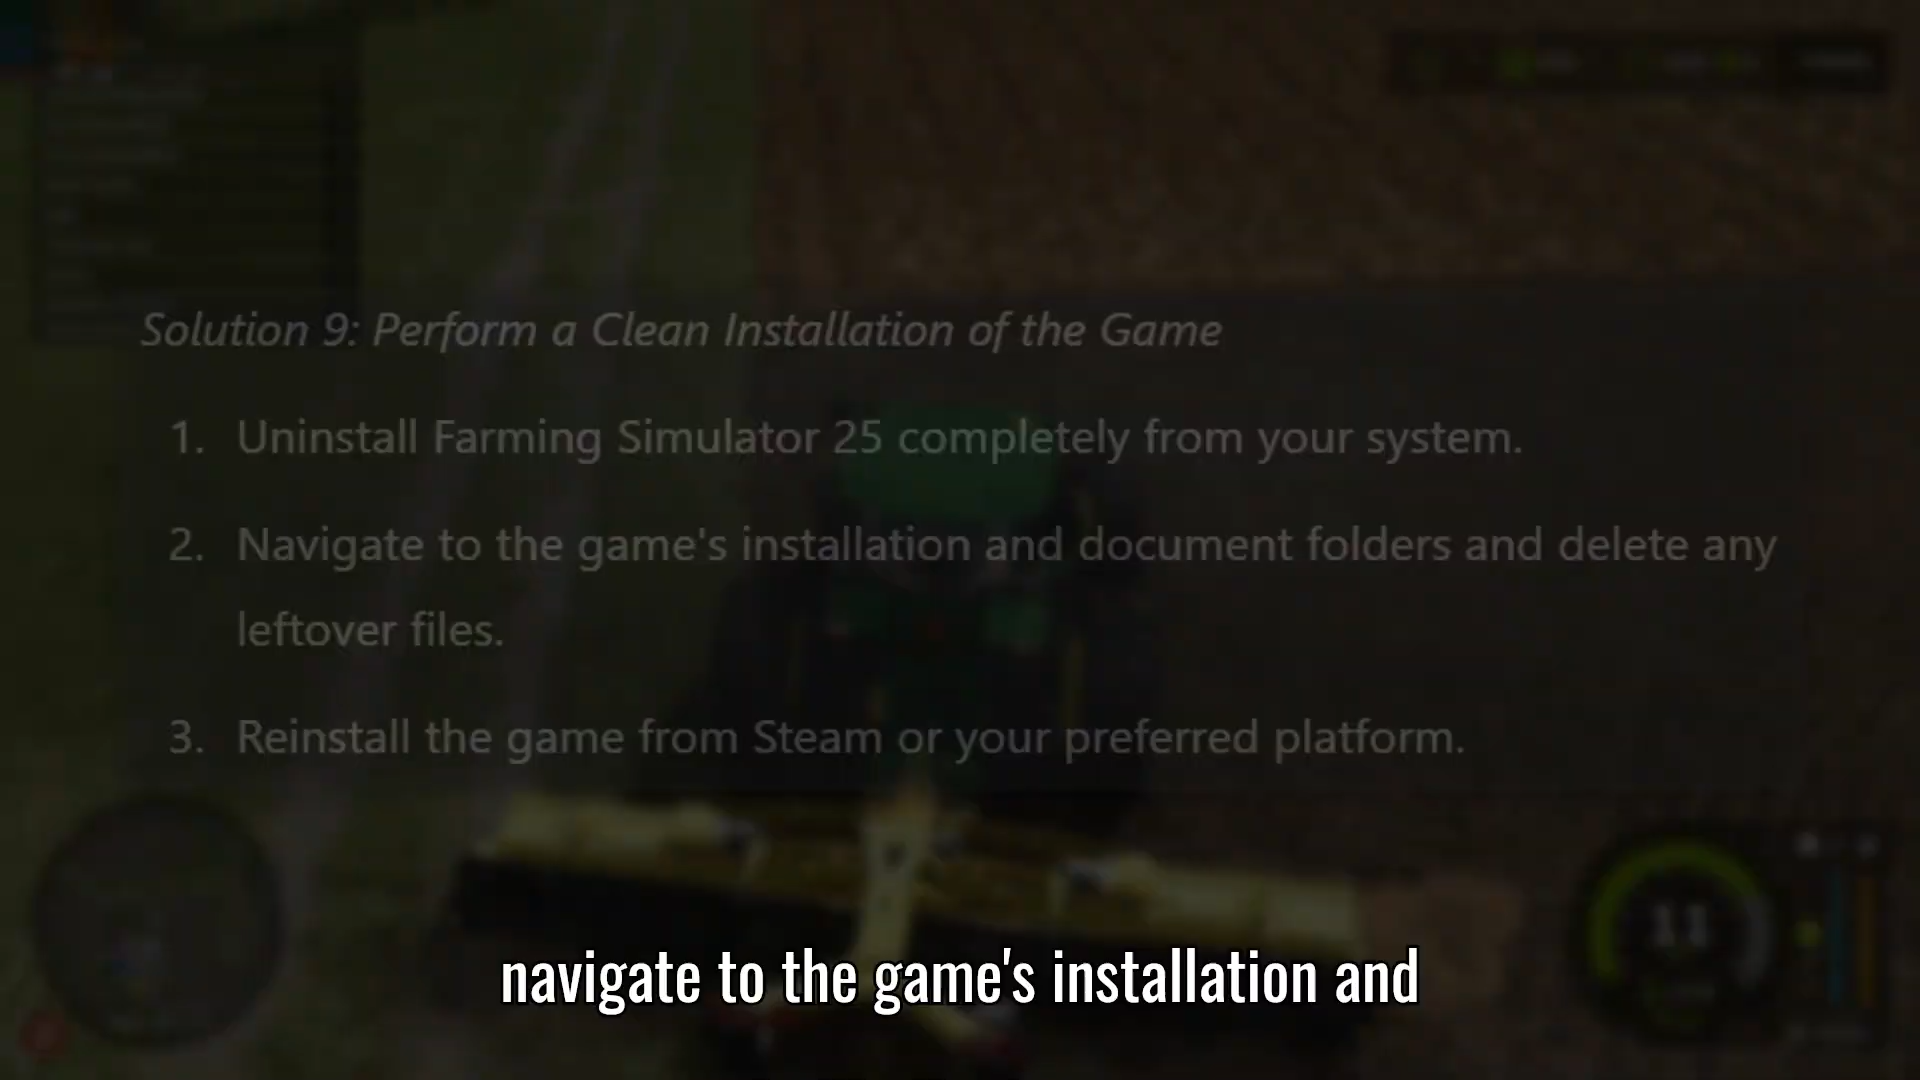 Solution 9: Perform a Clean Installation of the Game
1. Uninstall Farming Simulator 25 completely from your system.
2. Navigate to the game's installation and document folders and delete any
leftover files.
3. Reinstall the game from Steam or your preferred platform.
11
navigate to the game's installation and